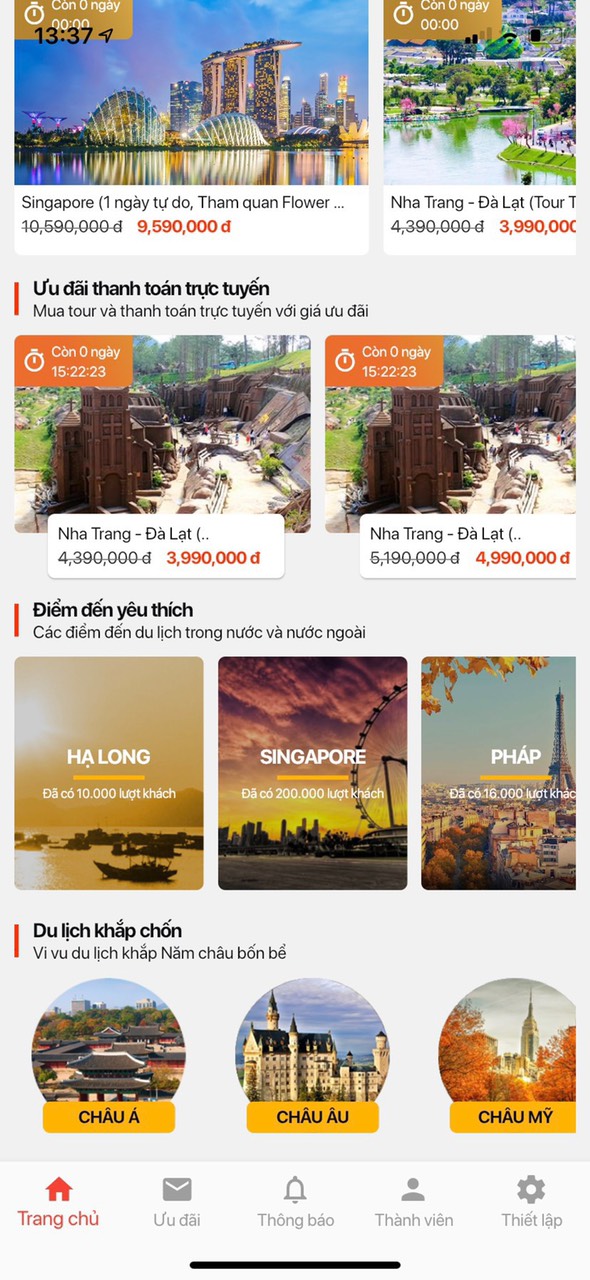 Còn 0 ngày
00:00
Còn 0 ngày
00:00
13:37
Singapore (1 ngày tự do, Tham quan Flower ...
10,590,000 đ 9,590,000 đ
Nha Trang - Đà Lạt (Tour T
4,390,000 đ 3,990,000
Ưu đãi thanh toán trực tuyến
Mua tour và thanh toán trực tuyến với giá ưu đãi
Còn 0 ngày
15:22:23
Còn 0 ngày
15:22:23
Nha Trang - Đà Lạt (..
4,390,000 đ 3,990,000 đ
Nha Trang - Đà Lạt (..
5,190,000 đ 4,990,000 đ
Điểm đến yêu thích
Các điểm đến du lịch trong nước và nước ngoài
HẠ LONG
Đã có 10.000 lượt khách
SINGAPORE
Đã có 200.000 lượt khách
PHÁP
Đã có 16.000 lượt khác
Du lịch khắp chốn
Vi vu du lịch khắp Năm châu bốn bể
CHÂU Á
CHÂU ÂU
CHÂU MỸ
Trang chủ
Ưu đãi
Thông báo
Thành viên
Thiết lập